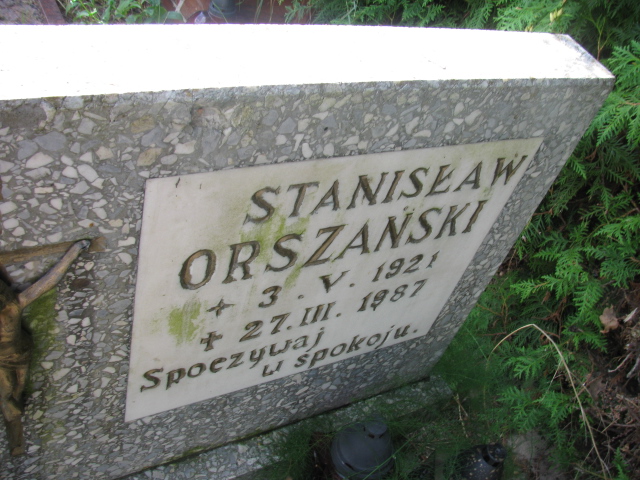 STANISŁAW
ORSZAŃSKI
+ 3. V. 1921
✝ 27. III. 1987
Spoczywaj
w spokoju.